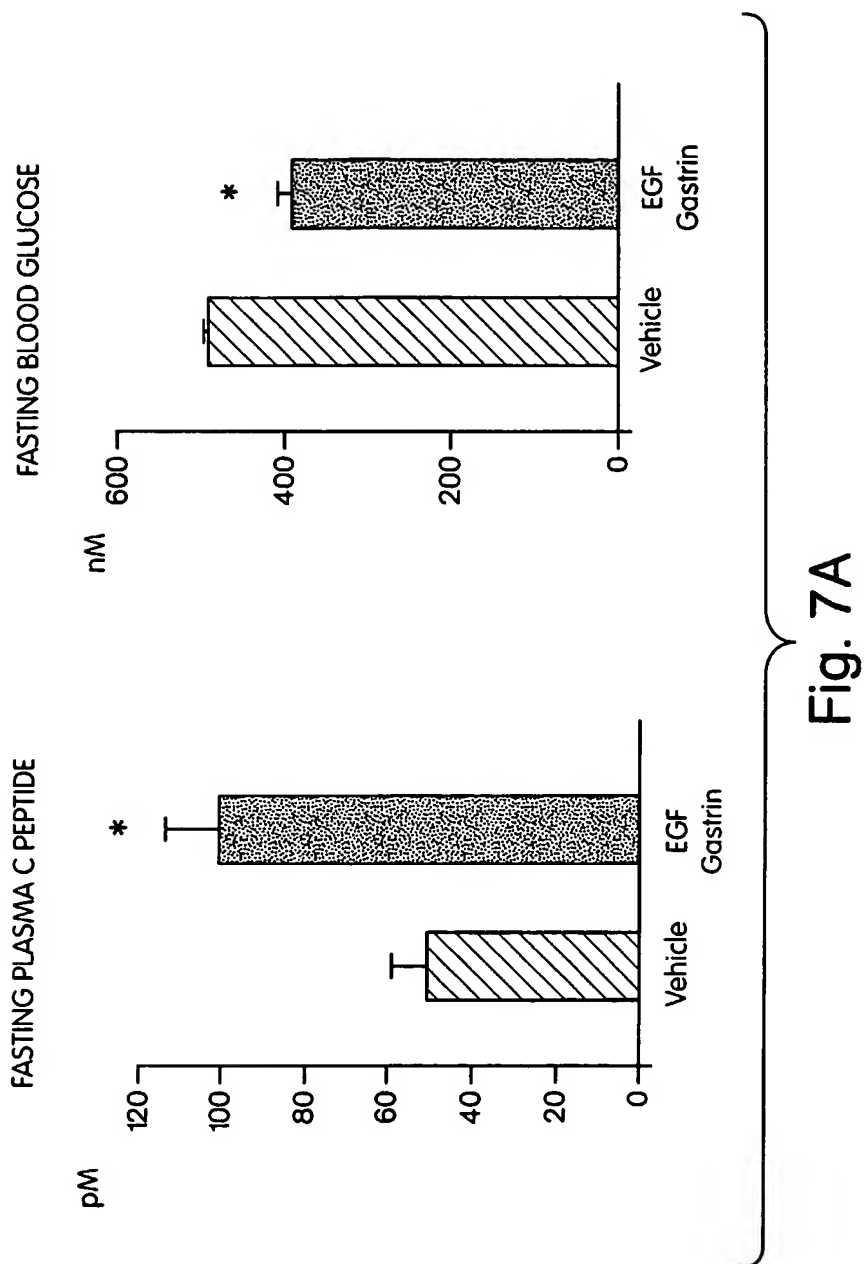 FASTING PLASMA C PEPTIDE
pM
120
100
80
60
40
20
0
*
Vehicle
EGF
Gastrin
FASTING BLOOD GLUCOSE
nM
600
400
200
0
*
Vehicle
EGF
Gastrin
Fig. 7A